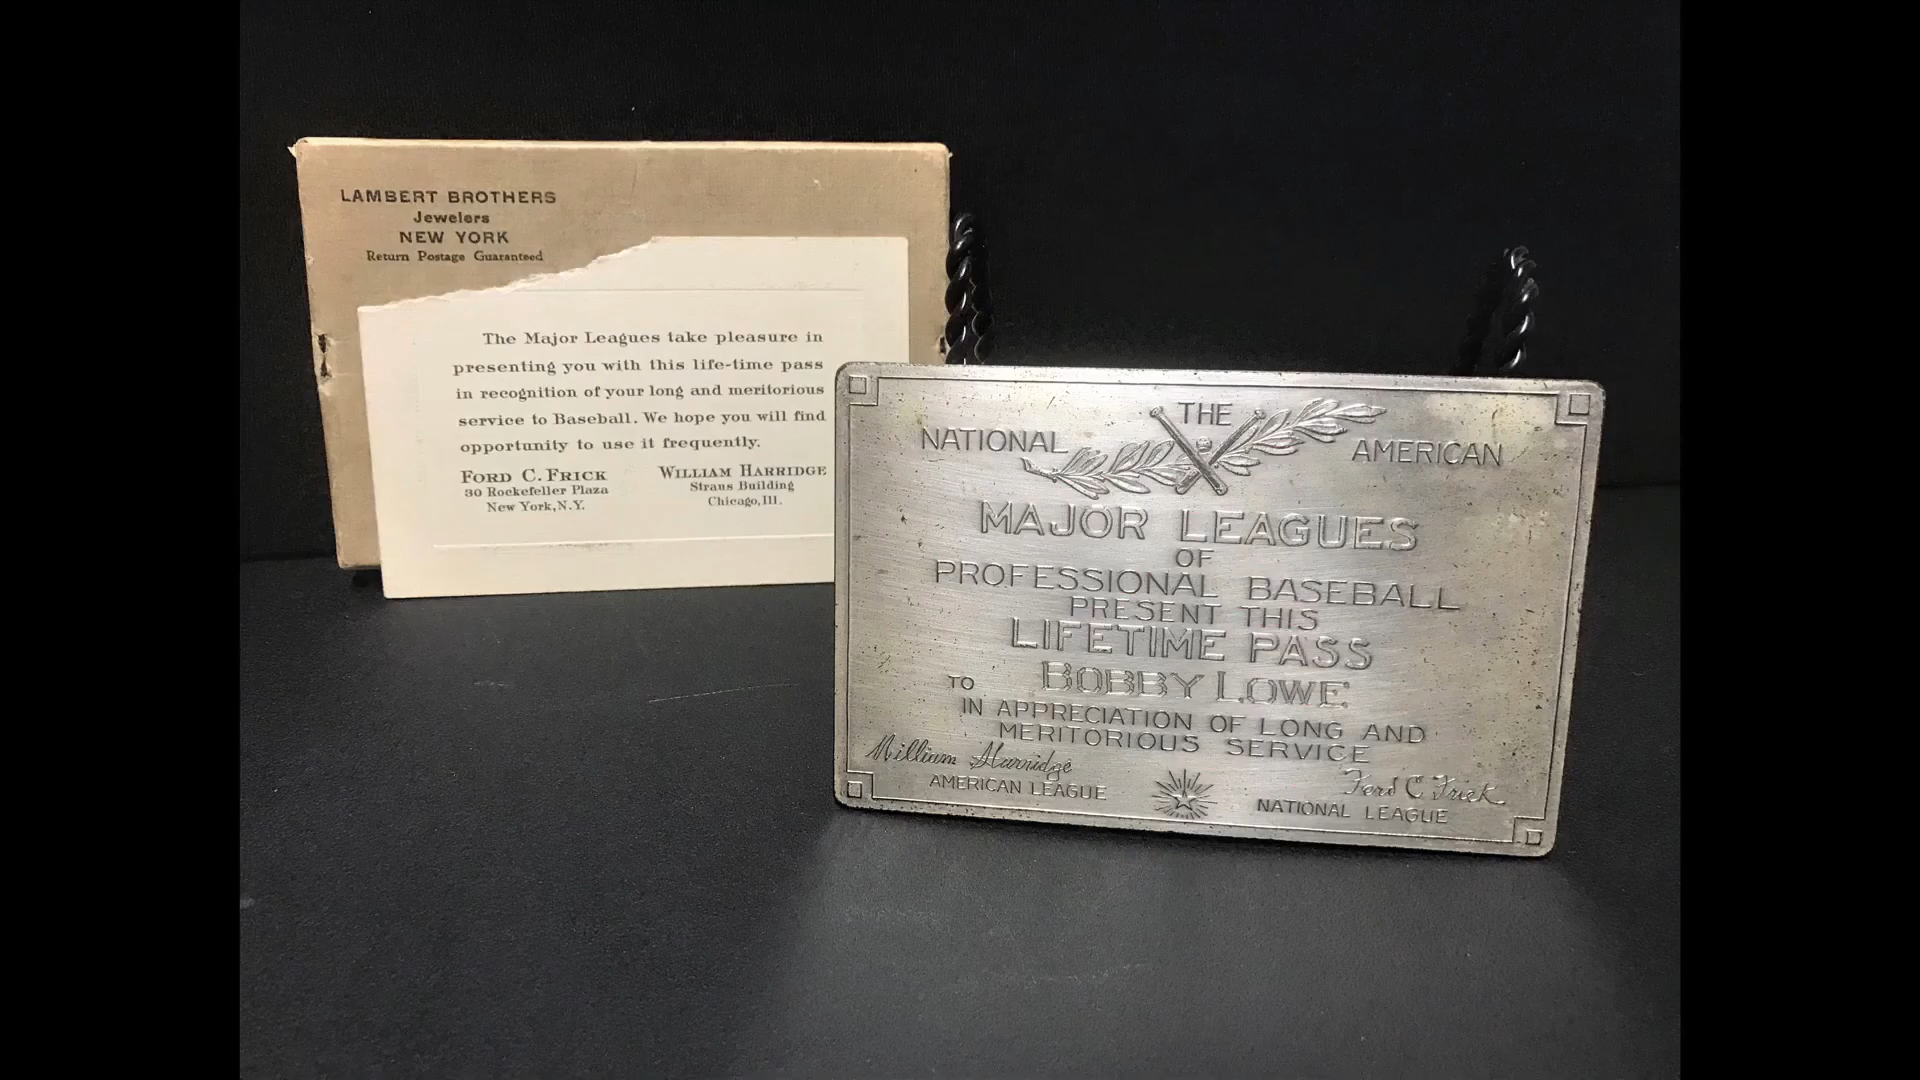 LAMBERT BROTHERS
Jewelers
NEW YORK
Return Postage Guaranteed
The Major Leagues take pleasure in
presenting you with this life-time pass
in recognition of your long and meritorious
service to Baseball. We hope you will find
opportunity to use it frequently.
FORD C. FRICK
30 Rockefeller Plaza
New York, N.Y.
WILLIAM HARRIDGE
Straus Building
Chicago, Ill.
THE
NATIONAL AMERICAN
MAJOR LEAGUES
OF
PROFESSIONAL BASEBALL
PRESENT THIS
LIFETIME PASS
TO BOBBY LOWE
IN APPRECIATION OF LONG AND
MERITORIOUS SERVICE
William Harridge
AMERICAN LEAGUE
Ford C Frick
NATIONAL LEAGUE